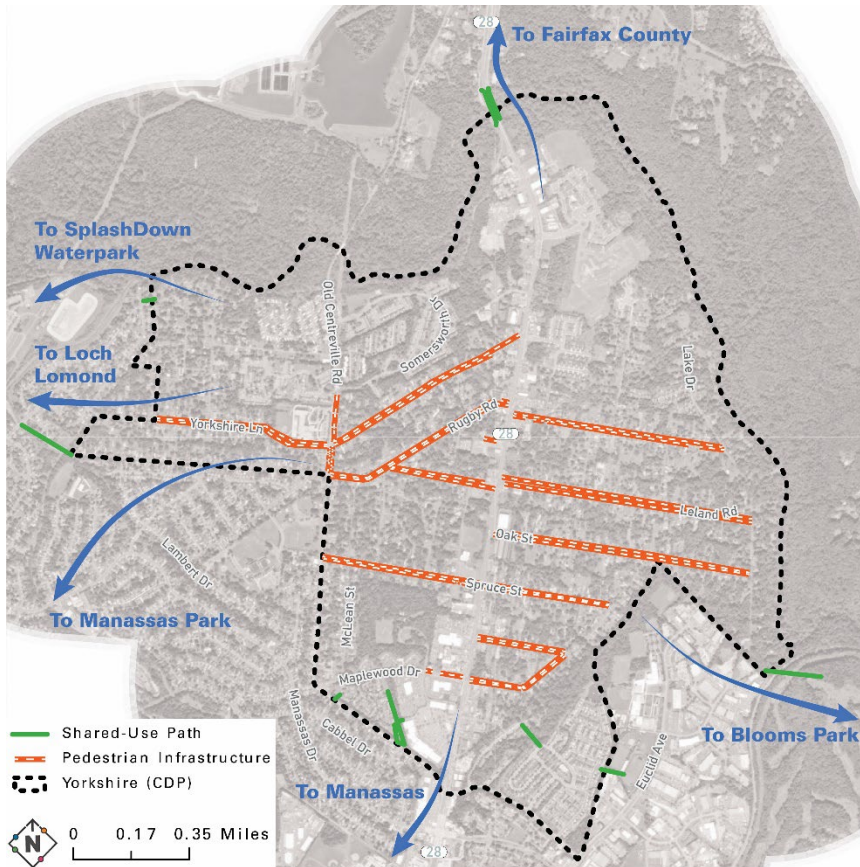 28
To Fairfax County
To SplashDown
Waterpark
Old Centreville Rd
Somersworth Dr
To Loch
Lomond
Lake Dr
Yorkshire Ln
Rugby Rd
28
Leland Rd
Oak St
Lambert Dr
Spruce St
To Manassas Park
McLean St
Maplewood Dr
Manassas Dr
Cabbel Dr
Euclid Ave
To Blooms Park
To Manassas
Shared-Use Path
Pedestrian Infrastructure
Yorkshire (CDP)
N
0 0.17 0.35 Miles
28